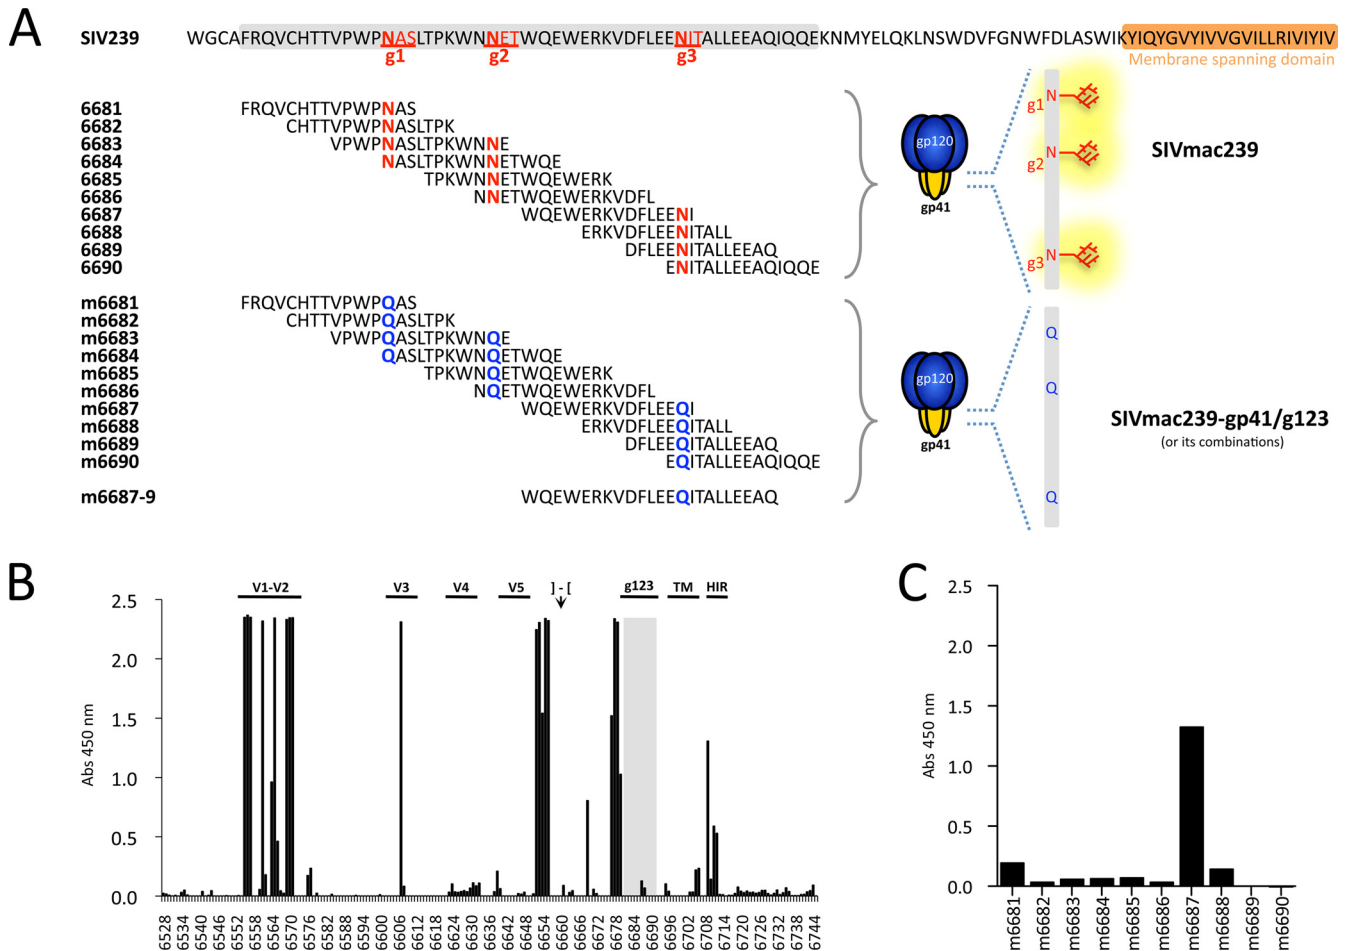 A
SIV239 WGCAFRQVCHTTVPWPNASLTPKWNNETWQEWERKVDFLEENITALLEEAQIQQEKNMYELQKLNSWDVFGNWFDLASWIKYIQYGVYIVVGVILLRIVIYIV
g1 g2 g3 Membrane spanning domain
6681 FRQVCHTTVPWPNAS
6682 CHTTVPWPNASLTPK
6683 VPWPNASLTPKWNNE
6684 NASLTPKWNNETWQE
6685 TPKWNNETWQEWERK
6686 NNETWQEWERKVDFL
6687 WQEWERKVDFLEENI
6688 ERKVDFLEENITALL
6689 DFLEENITALLEEAQ
6690 ENITALLEEAQIQQE
gp120
gp41
g1 N
g2 N
g3 N
SIVmac239
m6681 FRQVCHTTVPWPQAS
m6682 CHTTVPWPQASLTPK
m6683 VPWPQASLTPKWNQE
m6684 QASLTPKWNQETWQE
m6685 TPKWNQETWQEWERK
m6686 NQETWQEWERKVDFL
m6687 WQEWERKVDFLEEQI
m6688 ERKVDFLEEQITALL
m6689 DFLEEQITALLEEAQ
m6690 EQITALLEEAQIQQE
m6687-9 WQEWERKVDFLEEQITALLEEAQ
gp120
gp41
Q
Q
Q
SIVmac239-gp41/g123
(or its combinations)
B
V1-V2 V3 V4 V5 ] - [ g123 TM HIR
Abs 450 nm
2.5
2.0
1.5
1.0
0.5
0.0
6528 6534 6540 6546 6552 6558 6564 6570 6576 6582 6588 6594 6600 6606 6612 6618 6624 6630 6636 6642 6648 6654 6660 6666 6672 6678 6684 6690 6696 6702 6708 6714 6720 6726 6732 6738 6744
C
Abs 450 nm
2.5
2.0
1.5
1.0
0.5
0.0
m6681 m6682 m6683 m6684 m6685 m6686 m6687 m6688 m6689 m6690